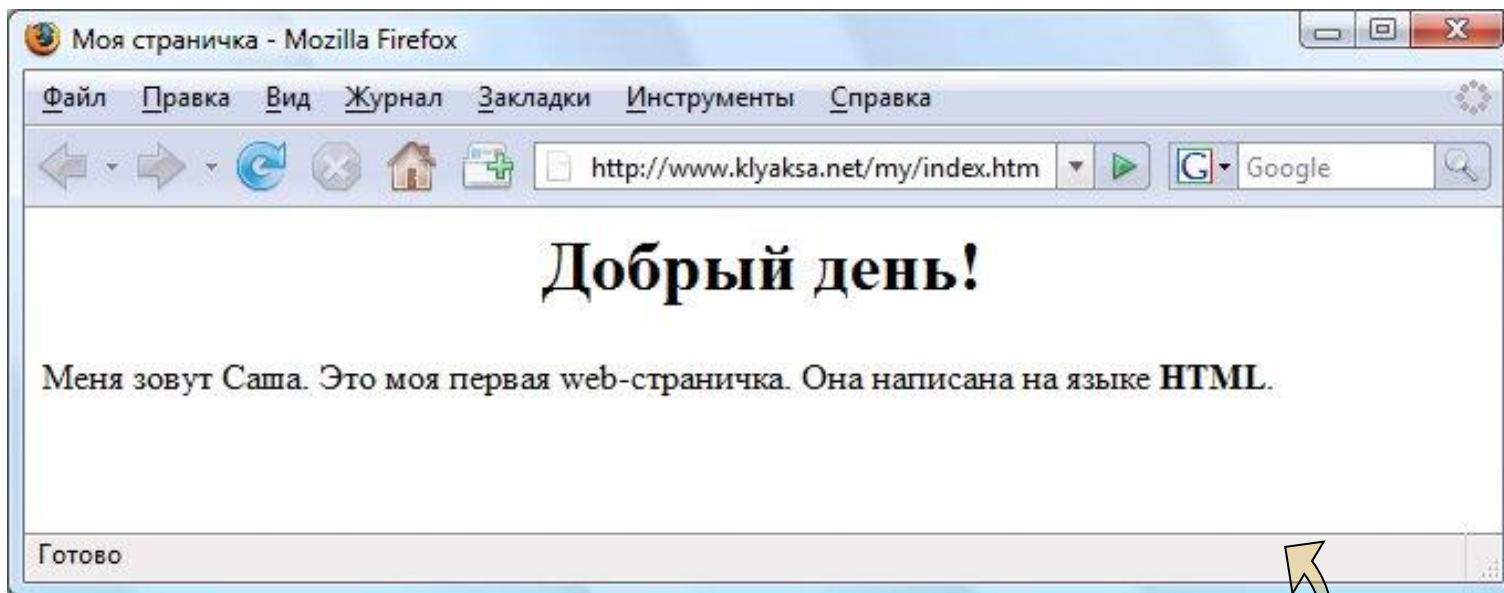 Моя страничка - Mozilla Firefox
Файл Правка Вид Журнал Закладки Инструменты Справка
http://www.klyaksa.net/my/index.htm G Google
Добрый день!
Меня зовут Саша. Это моя первая web-страничка. Она написана на языке HTML.
Готово